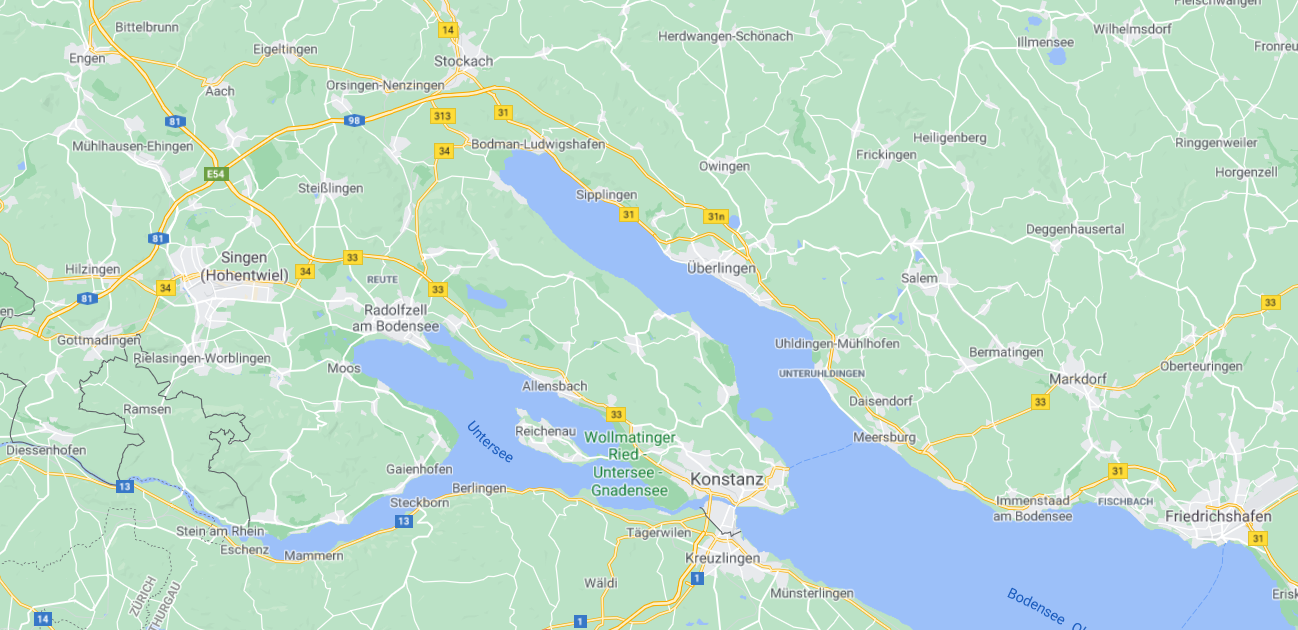 Fleischwangen
Bittelbrunn
14
Herdwangen-Schönach
Illmensee
Wilhelmsdorf
Fronreu
Engen
Eigeltingen
Stockach
Aach
Orsingen-Nenzingen
81
98
313
31
Mühlhausen-Ehingen
34
Bodman-Ludwigshafen
Heiligenberg
Ringgenweiler
E54
Owingen
Frickingen
Horgenzell
Steißlingen
Sipplingen
31
31n
Deggenhausertal
81
Singen
(Hohentwiel)
33
34
Hilzingen
REUTE
Überlingen
Salem
34
81
33
33
en
Radolfzell
am Bodensee
Gottmadingen
Rielasingen-Worblingen
Moos
Uhldingen-Mühlhofen
UNTERUHLDINGEN
Bermatingen
Oberteuringen
Markdorf
Allensbach
33
Daisendorf
33
Ramsen
Reichenau
Untersee
Wollmatinger
Ried -
Untersee -
Gnadensee
Meersburg
Diessenhofen
Gaienhofen
Konstanz
31
13
Berlingen
Steckborn
Immenstaad
am Bodensee
FISCHBACH
Friedrichshafen
13
Stein am Rhein
Eschenz
Mammern
Tägerwilen
31
Kreuzlingen
1
ZÜRICH
THURGAU
Wäldi
Münsterlingen
Bodensee
Erisk
14
1